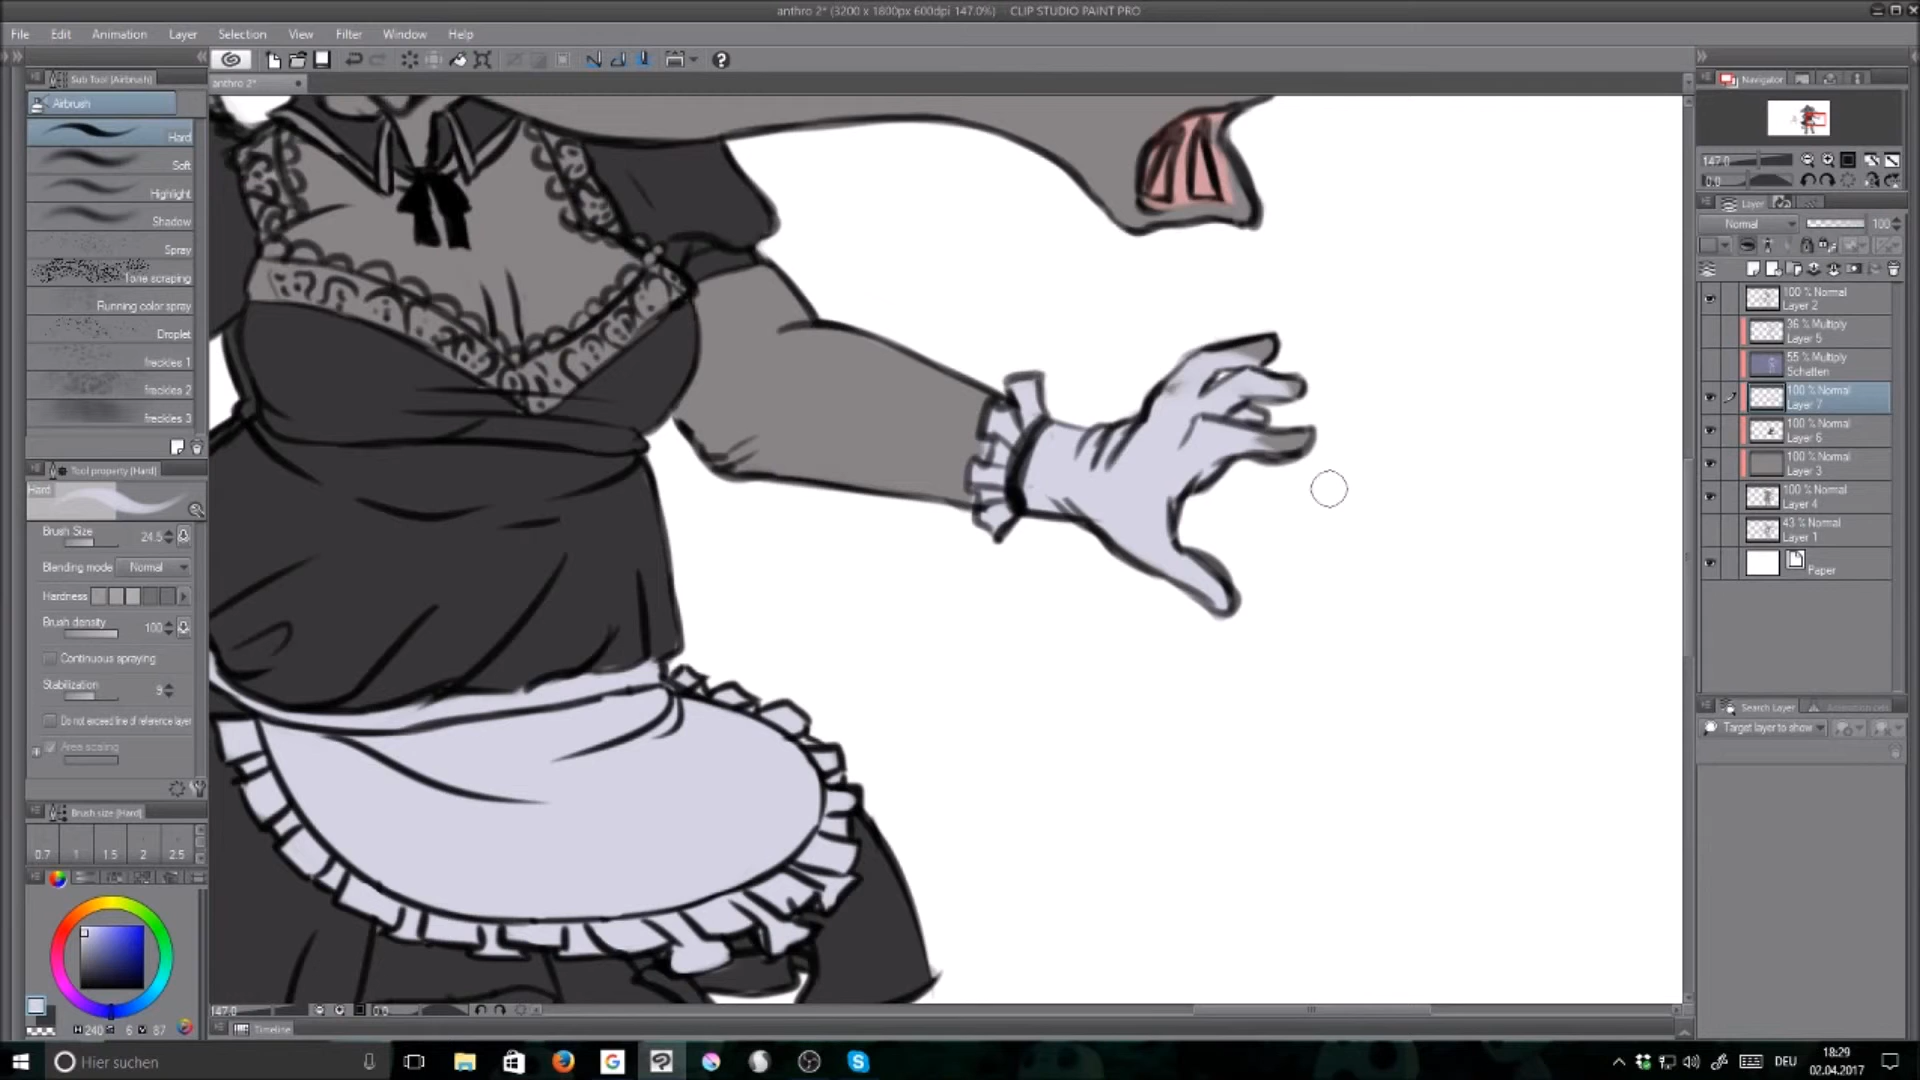 anthro 2* (3200 x 1800px 600dpi 147.0%) - CLIP STUDIO PAINT PRO
File Edit Animation Layer Selection View Filter Window Help
Sub Tool [Airbrush]
anthro 2*
Airbrush
Hard
Soft
Highlight
Shadow
Spray
Tone scraping
Running color spray
Droplet
freckles 1
freckles 2
freckles 3
Tool property [Hard]
Hard
Brush Size 24.5
Blending mode Normal
Hardness
Brush density 100
Continuous spraying
Stabilization 9
Do not exceed line of reference layer
Area scaling
Brush size [Hard]
0.7 1 1.5 2 2.5
H 240 S 6 V 87
147.0 0.0
Timeline
Navigator
147.0
0.0
Layer
Normal 100
100 % Normal
Layer 2
36 % Multiply
Layer 5
55 % Multiply
Schatten
100 % Normal
Layer 7
100 % Normal
Layer 6
100 % Normal
Layer 3
100 % Normal
Layer 4
43 % Normal
Layer 1
Paper
Search Layer Animation cels
Target layer to show
Hier suchen
DEU
18:29
02.04.2017